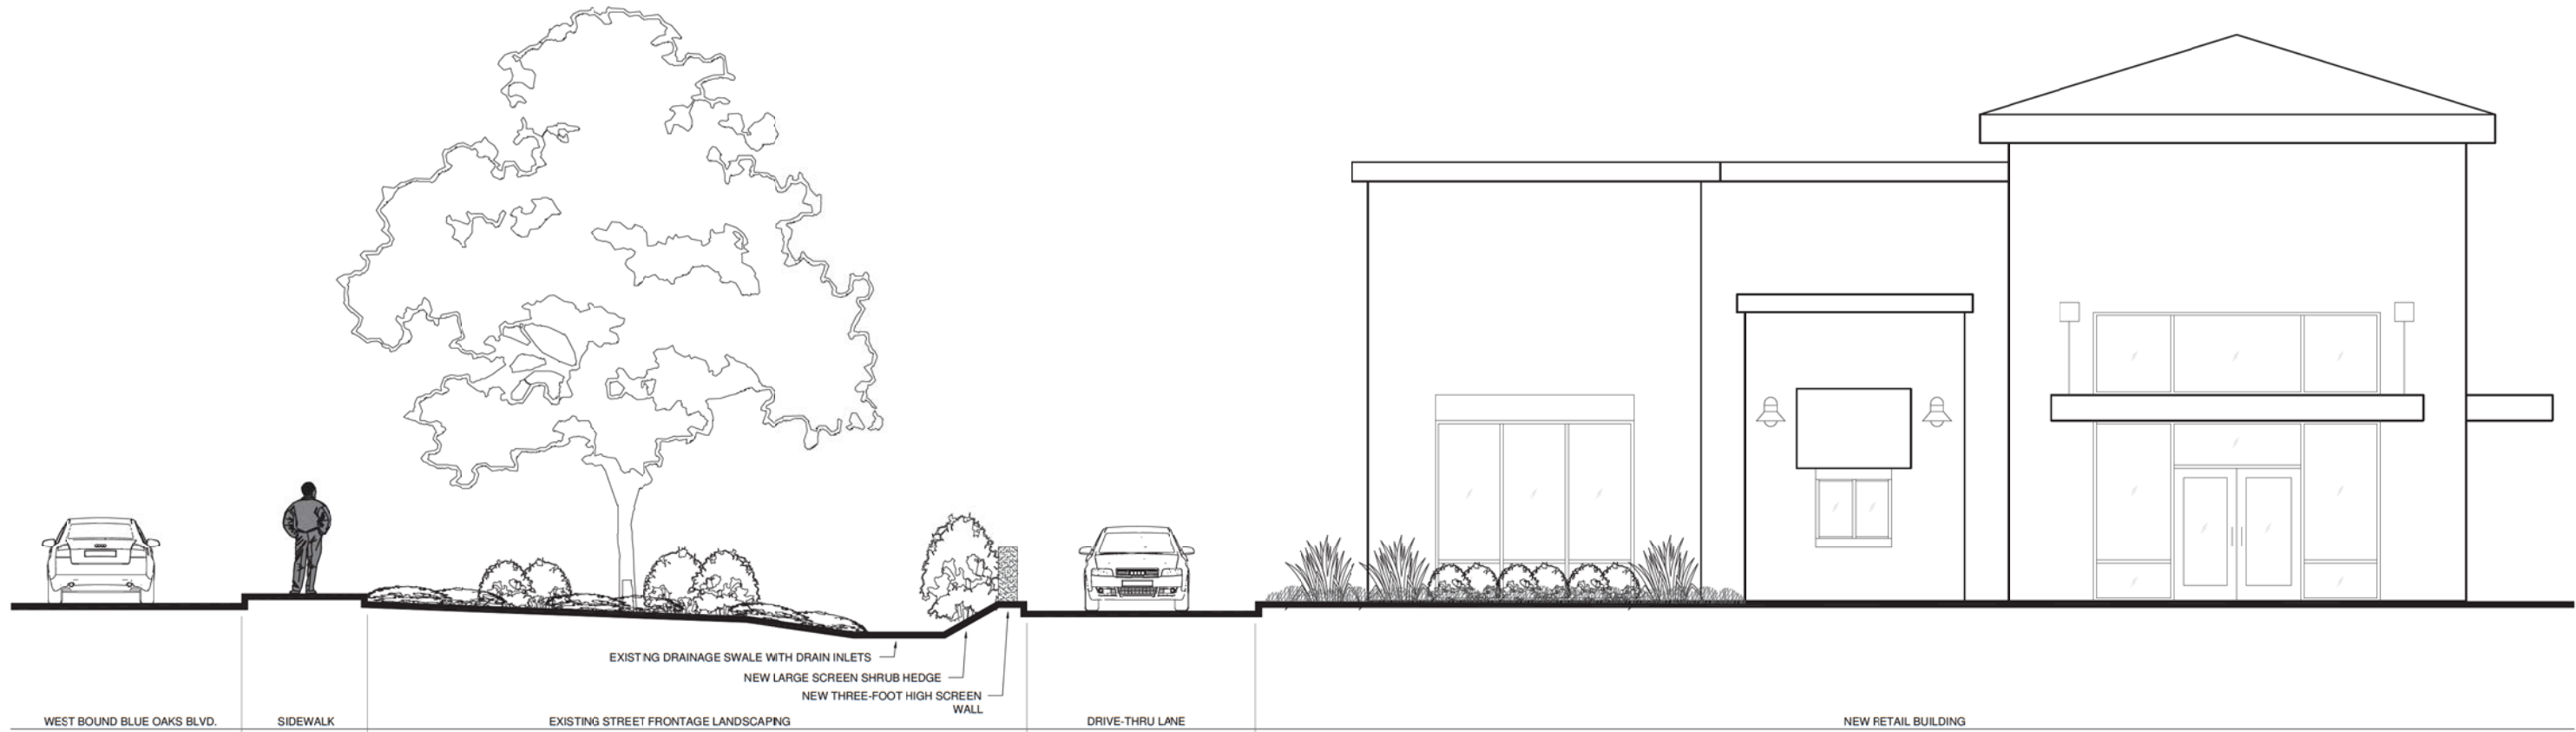 EXISTING DRAINAGE SWALE WITH DRAIN INLETS
NEW LARGE SCREEN SHRUB HEDGE
NEW THREE-FOOT HIGH SCREEN
WALL
WEST BOUND BLUE OAKS BLVD.
SIDEWALK
EXISTING STREET FRONTAGE LANDSCAPING
DRIVE-THRU LANE
NEW RETAIL BUILDING